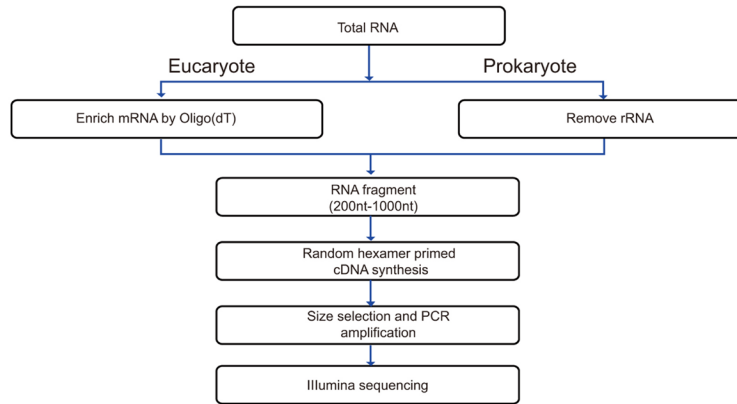 Total RNA
Eucaryote
Prokaryote
Enrich mRNA by Oligo(dT)
Remove rRNA
RNA fragment
(200nt-1000nt)
Random hexamer primed
cDNA synthesis
Size selection and PCR
amplification
Illumina sequencing